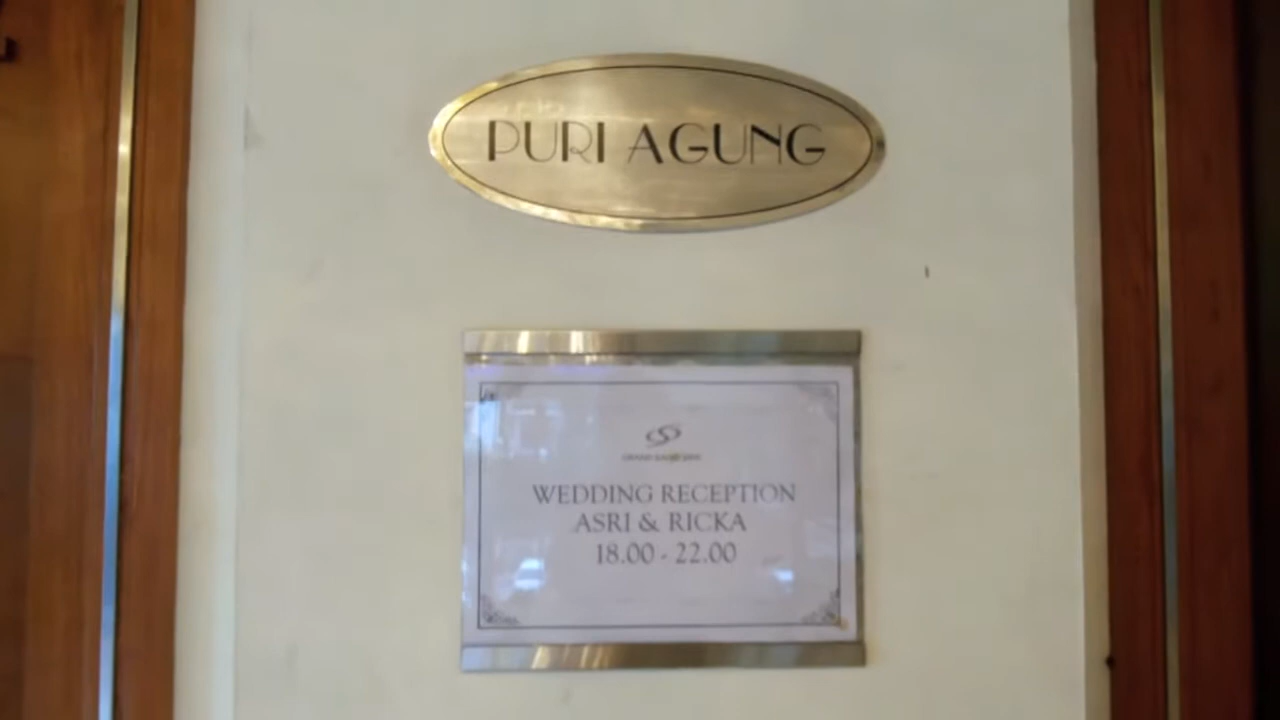 PURI AGUNG
WEDDING RECEPTION
ASRI & RICKA
18.00 - 22.00